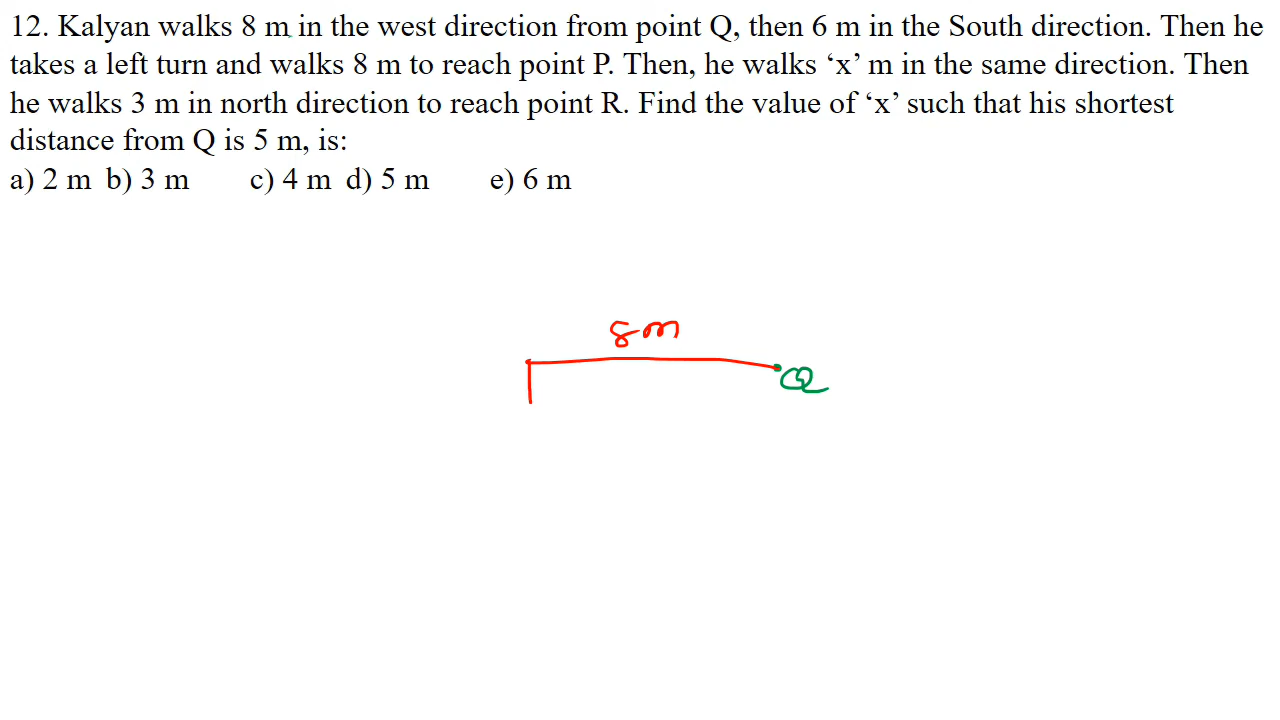 12. Kalyan walks 8 m in the west direction from point Q, then 6 m in the South direction. Then he
takes a left turn and walks 8 m to reach point P. Then, he walks ‘x’ m in the same direction. Then
he walks 3 m in north direction to reach point R. Find the value of ‘x’ such that his shortest
distance from Q is 5 m, is:
a) 2 m b) 3 m c) 4 m d) 5 m e) 6 m
8m
Q